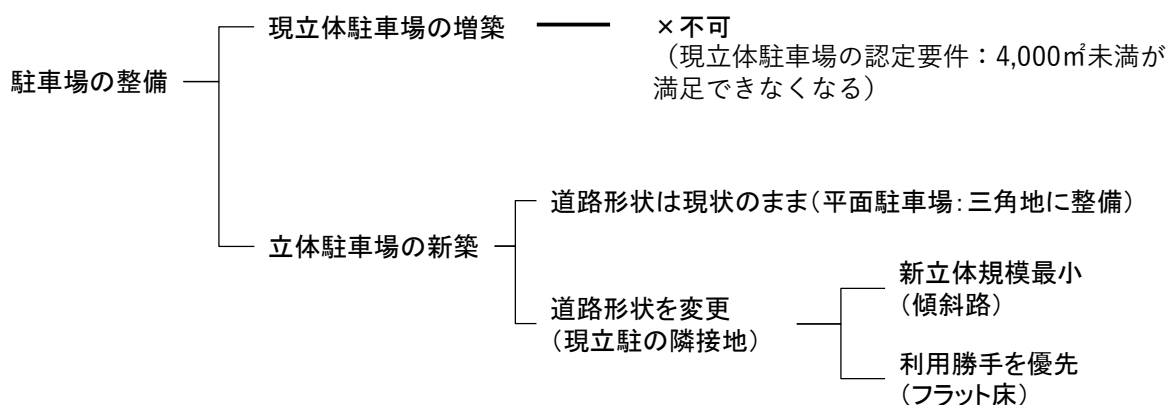 現立体駐車場の増築
×不可
（現立体駐車場の認定要件：4,000㎡未満が
満足できなくなる）
駐車場の整備
道路形状は現状のまま（平面駐車場：三角地に整備）
立体駐車場の新築
新立体規模最小
（傾斜路）
道路形状を変更
（現立駐の隣接地）
利用勝手を優先
（フラット床）